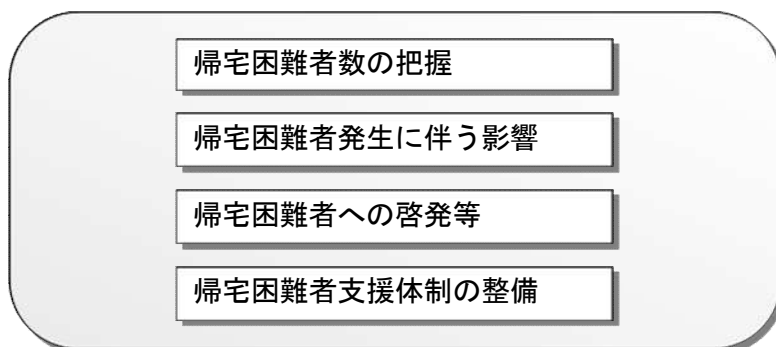 帰宅困難者数の把握
帰宅困難者発生に伴う影響
帰宅困難者への啓発等
帰宅困難者支援体制の整備